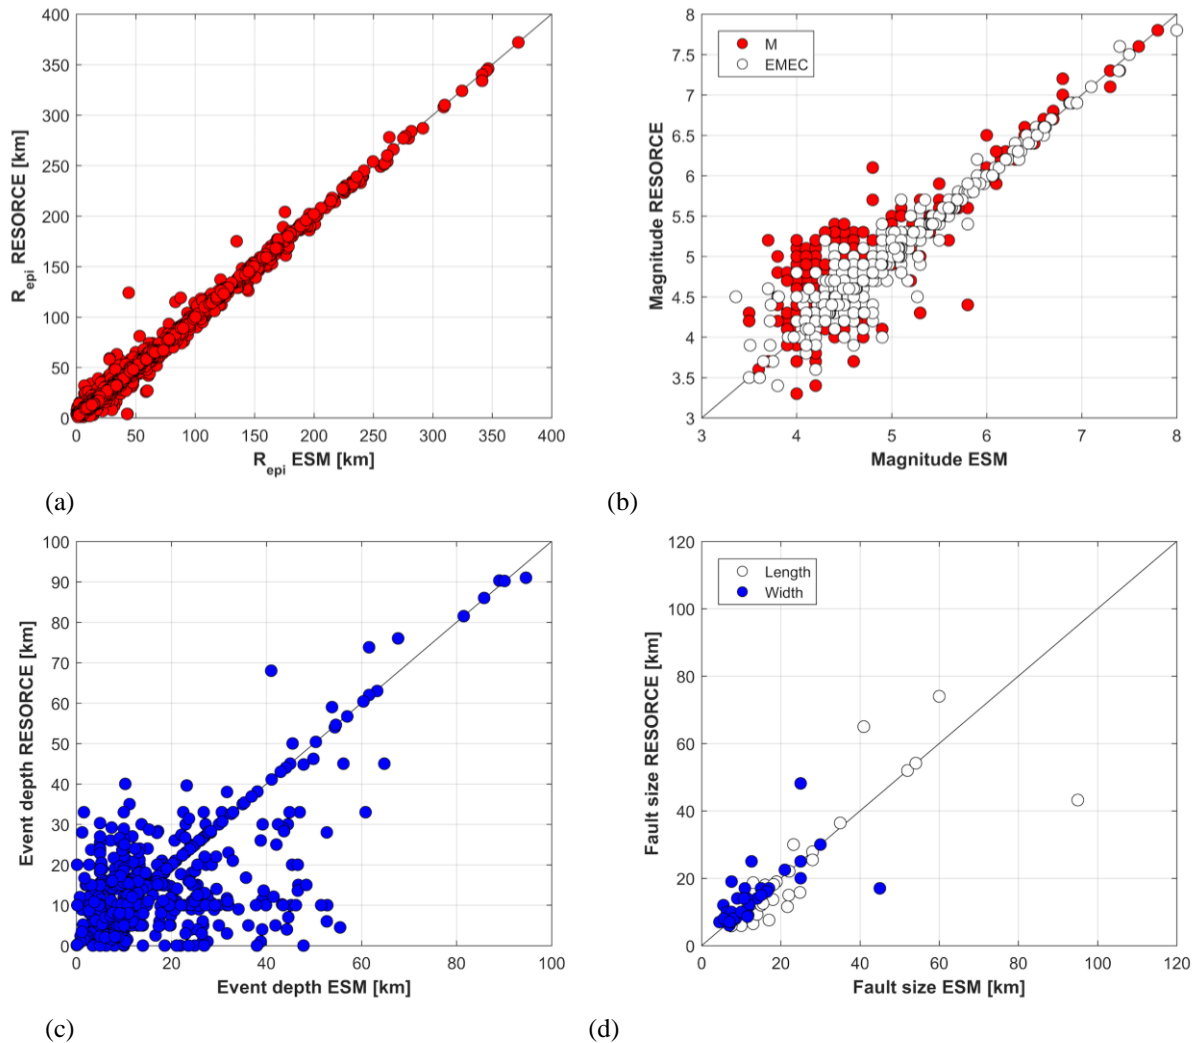 400
350
300
250
200
150
100
50
0
R_epi RESORCE [km]
0 50 100 150 200 250 300 350 400
R_epi ESM [km]
(a)
8
7.5
7
6.5
6
5.5
5
4.5
4
3.5
3
Magnitude RESORCE
M
EMEC
3 4 5 6 7 8
Magnitude ESM
(b)
100
90
80
70
60
50
40
30
20
10
0
Event depth RESORCE [km]
0 20 40 60 80 100
Event depth ESM [km]
(c)
120
100
80
60
40
20
0
Fault size RESORCE [km]
Length
Width
0 20 40 60 80 100 120
Fault size ESM [km]
(d)